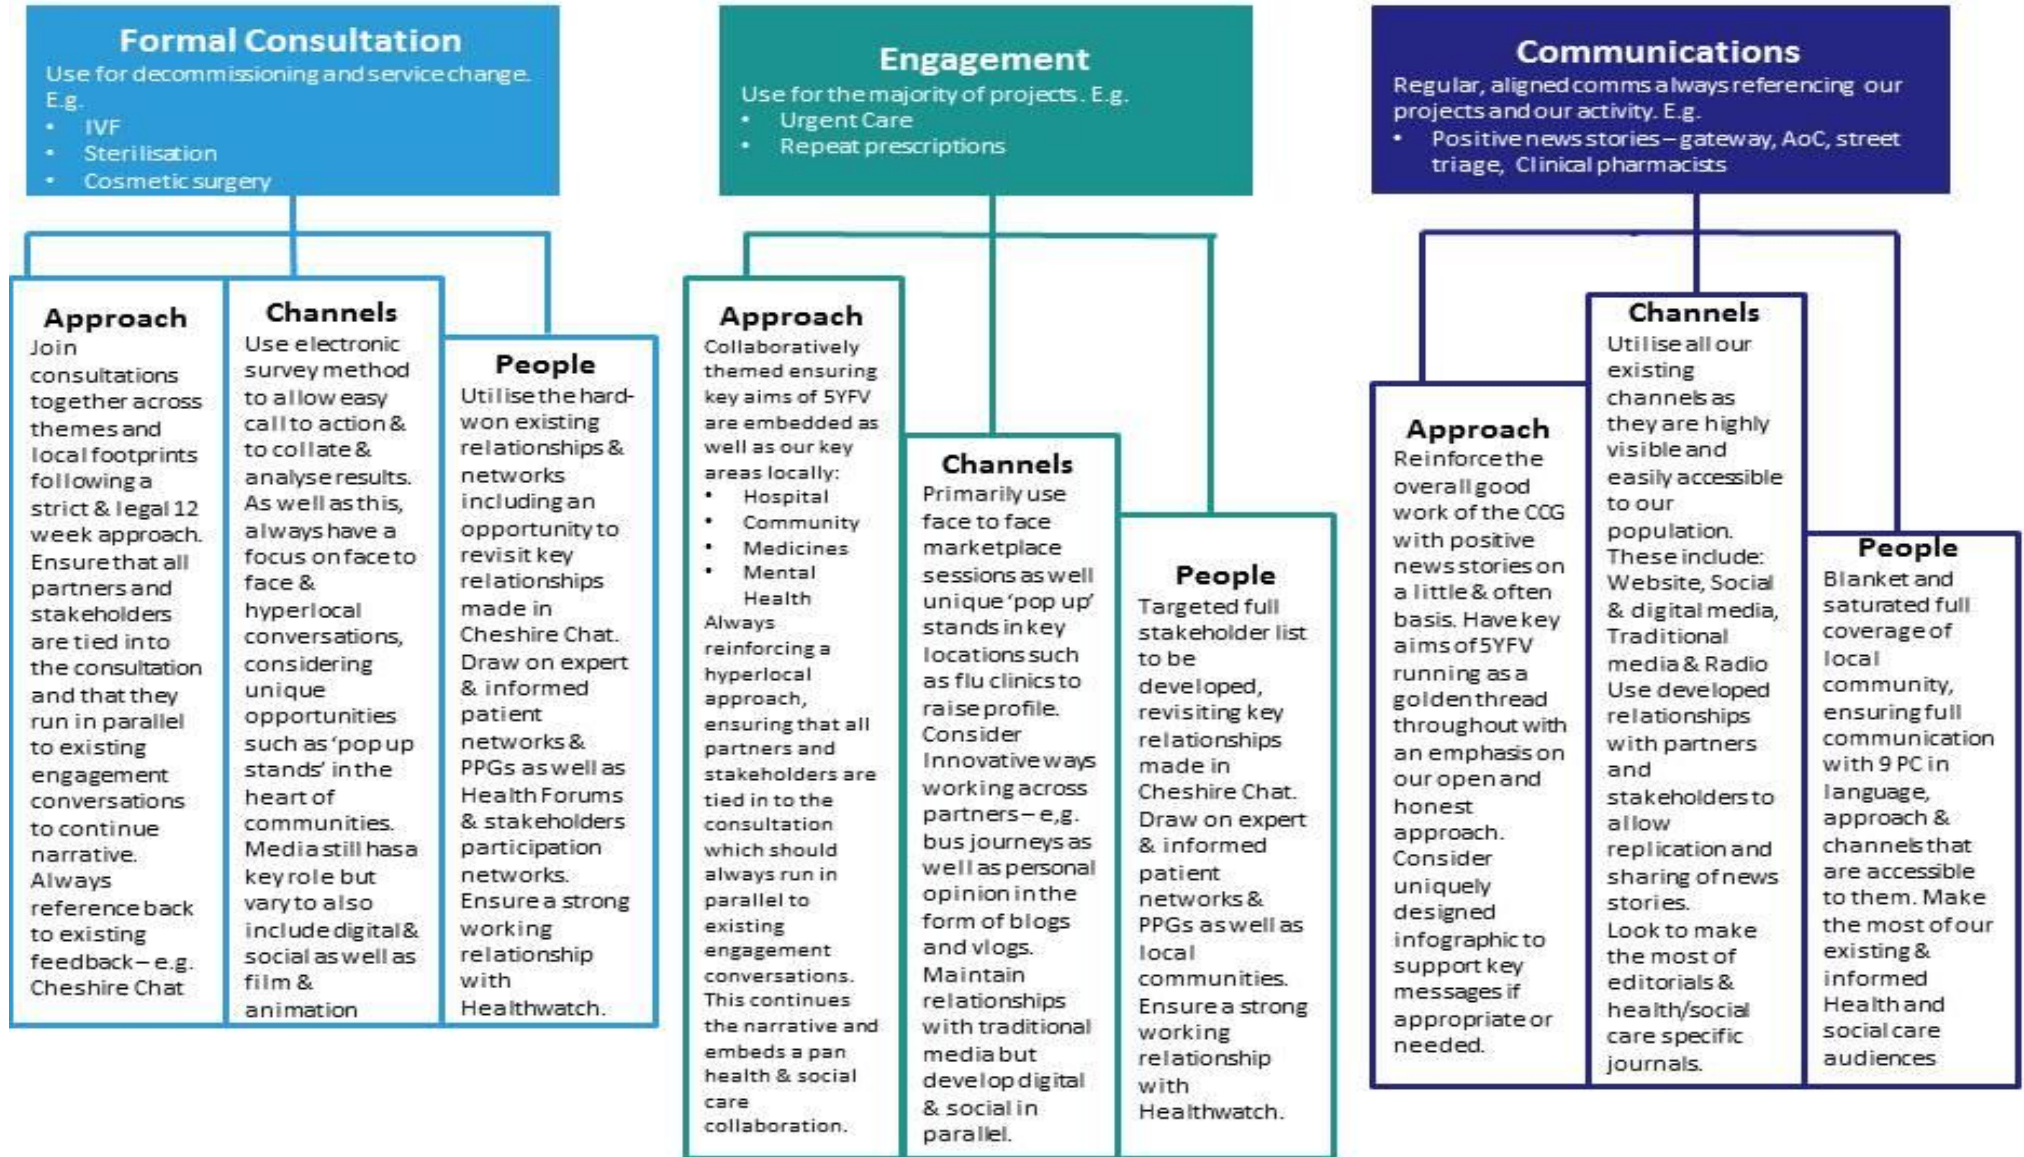 Formal Consultation
Use for decommissioning and service change.
E.g.
• IVF
• Sterilisation
• Cosmetic surgery
Approach
Join
consultations
together across
themes and
local footprints
following a
strict & legal 12
week approach.
Ensure that all
partners and
stakeholders
are tied in to
the consultation
and that they
run in parallel
to existing
engagement
conversations
to continue
narrative.
Always
reference back
to existing
feedback – e.g.
Cheshire Chat
Channels
Use electronic
survey method
to allow easy
call to action &
to collate &
analyse results.
As well as this,
always have a
focus on face to
face &
hyperlocal
conversations,
considering
unique
opportunities
such as ‘pop up
stands’ in the
heart of
communities.
Media still has a
key role but
vary to also
include digital &
social as well as
film &
animation
People
Utilise the hard-
won existing
relationships &
networks
including an
opportunity to
revisit key
relationships
made in
Cheshire Chat.
Draw on expert
& informed
patient
networks &
PPGs as well as
Health Forums
& stakeholders
participation
networks.
Ensure a strong
working
relationship
with
Healthwatch.
Engagement
Use for the majority of projects. E.g.
• Urgent Care
• Repeat prescriptions
Approach
Collaboratively
themed ensuring
key aims of 5YFV
are embedded as
well as our key
areas locally:
• Hospital
• Community
• Medicines
• Mental
Health
Always
reinforcing a
hyperlocal
approach,
ensuring that all
partners and
stakeholders are
tied in to the
consultation
which should
always run in
parallel to
existing
engagement
conversations.
This continues
the narrative and
embeds a pan
health & social
care
collaboration.
Channels
Primarily use
face to face
marketplace
sessions as well
unique ‘pop up’
stands in key
locations such
as flu clinics to
raise profile.
Consider
Innovative ways
working across
partners – e,g.
bus journeys as
well as personal
opinion in the
form of blogs
and vlogs.
Maintain
relationships
with traditional
media but
develop digital
& social in
parallel.
People
Targeted full
stakeholder list
to be
developed,
revisiting key
relationships
made in
Cheshire Chat.
Draw on expert
& informed
patient
networks &
PPGs as well as
local
communities.
Ensure a strong
working
relationship
with
Healthwatch.
Communications
Regular, aligned comms always referencing our
projects and our activity. E.g.
• Positive news stories – gateway, AoC, street
triage, Clinical pharmacists
Approach
Reinforce the
overall good
work of the CCG
with positive
news stories on
a little & often
basis. Have key
aims of 5YFV
running as a
golden thread
throughout with
an emphasis on
our open and
honest
approach.
Consider
uniquely
designed
infographic to
support key
messages if
appropriate or
needed.
Channels
Utilise all our
existing
channels as
they are highly
visible and
easily accessible
to our
population.
These include:
Website, Social
& digital media,
Traditional
media & Radio
Use developed
relationships
with partners
and
stakeholders to
allow
replication and
sharing of news
stories.
Look to make
the most of
editorials &
health/social
care specific
journals.
People
Blanket and
saturated full
coverage of
local
community,
ensuring full
communication
with 9 PC in
language,
approach &
channels that
are accessible
to them. Make
the most of our
existing &
informed
Health and
social care
audiences